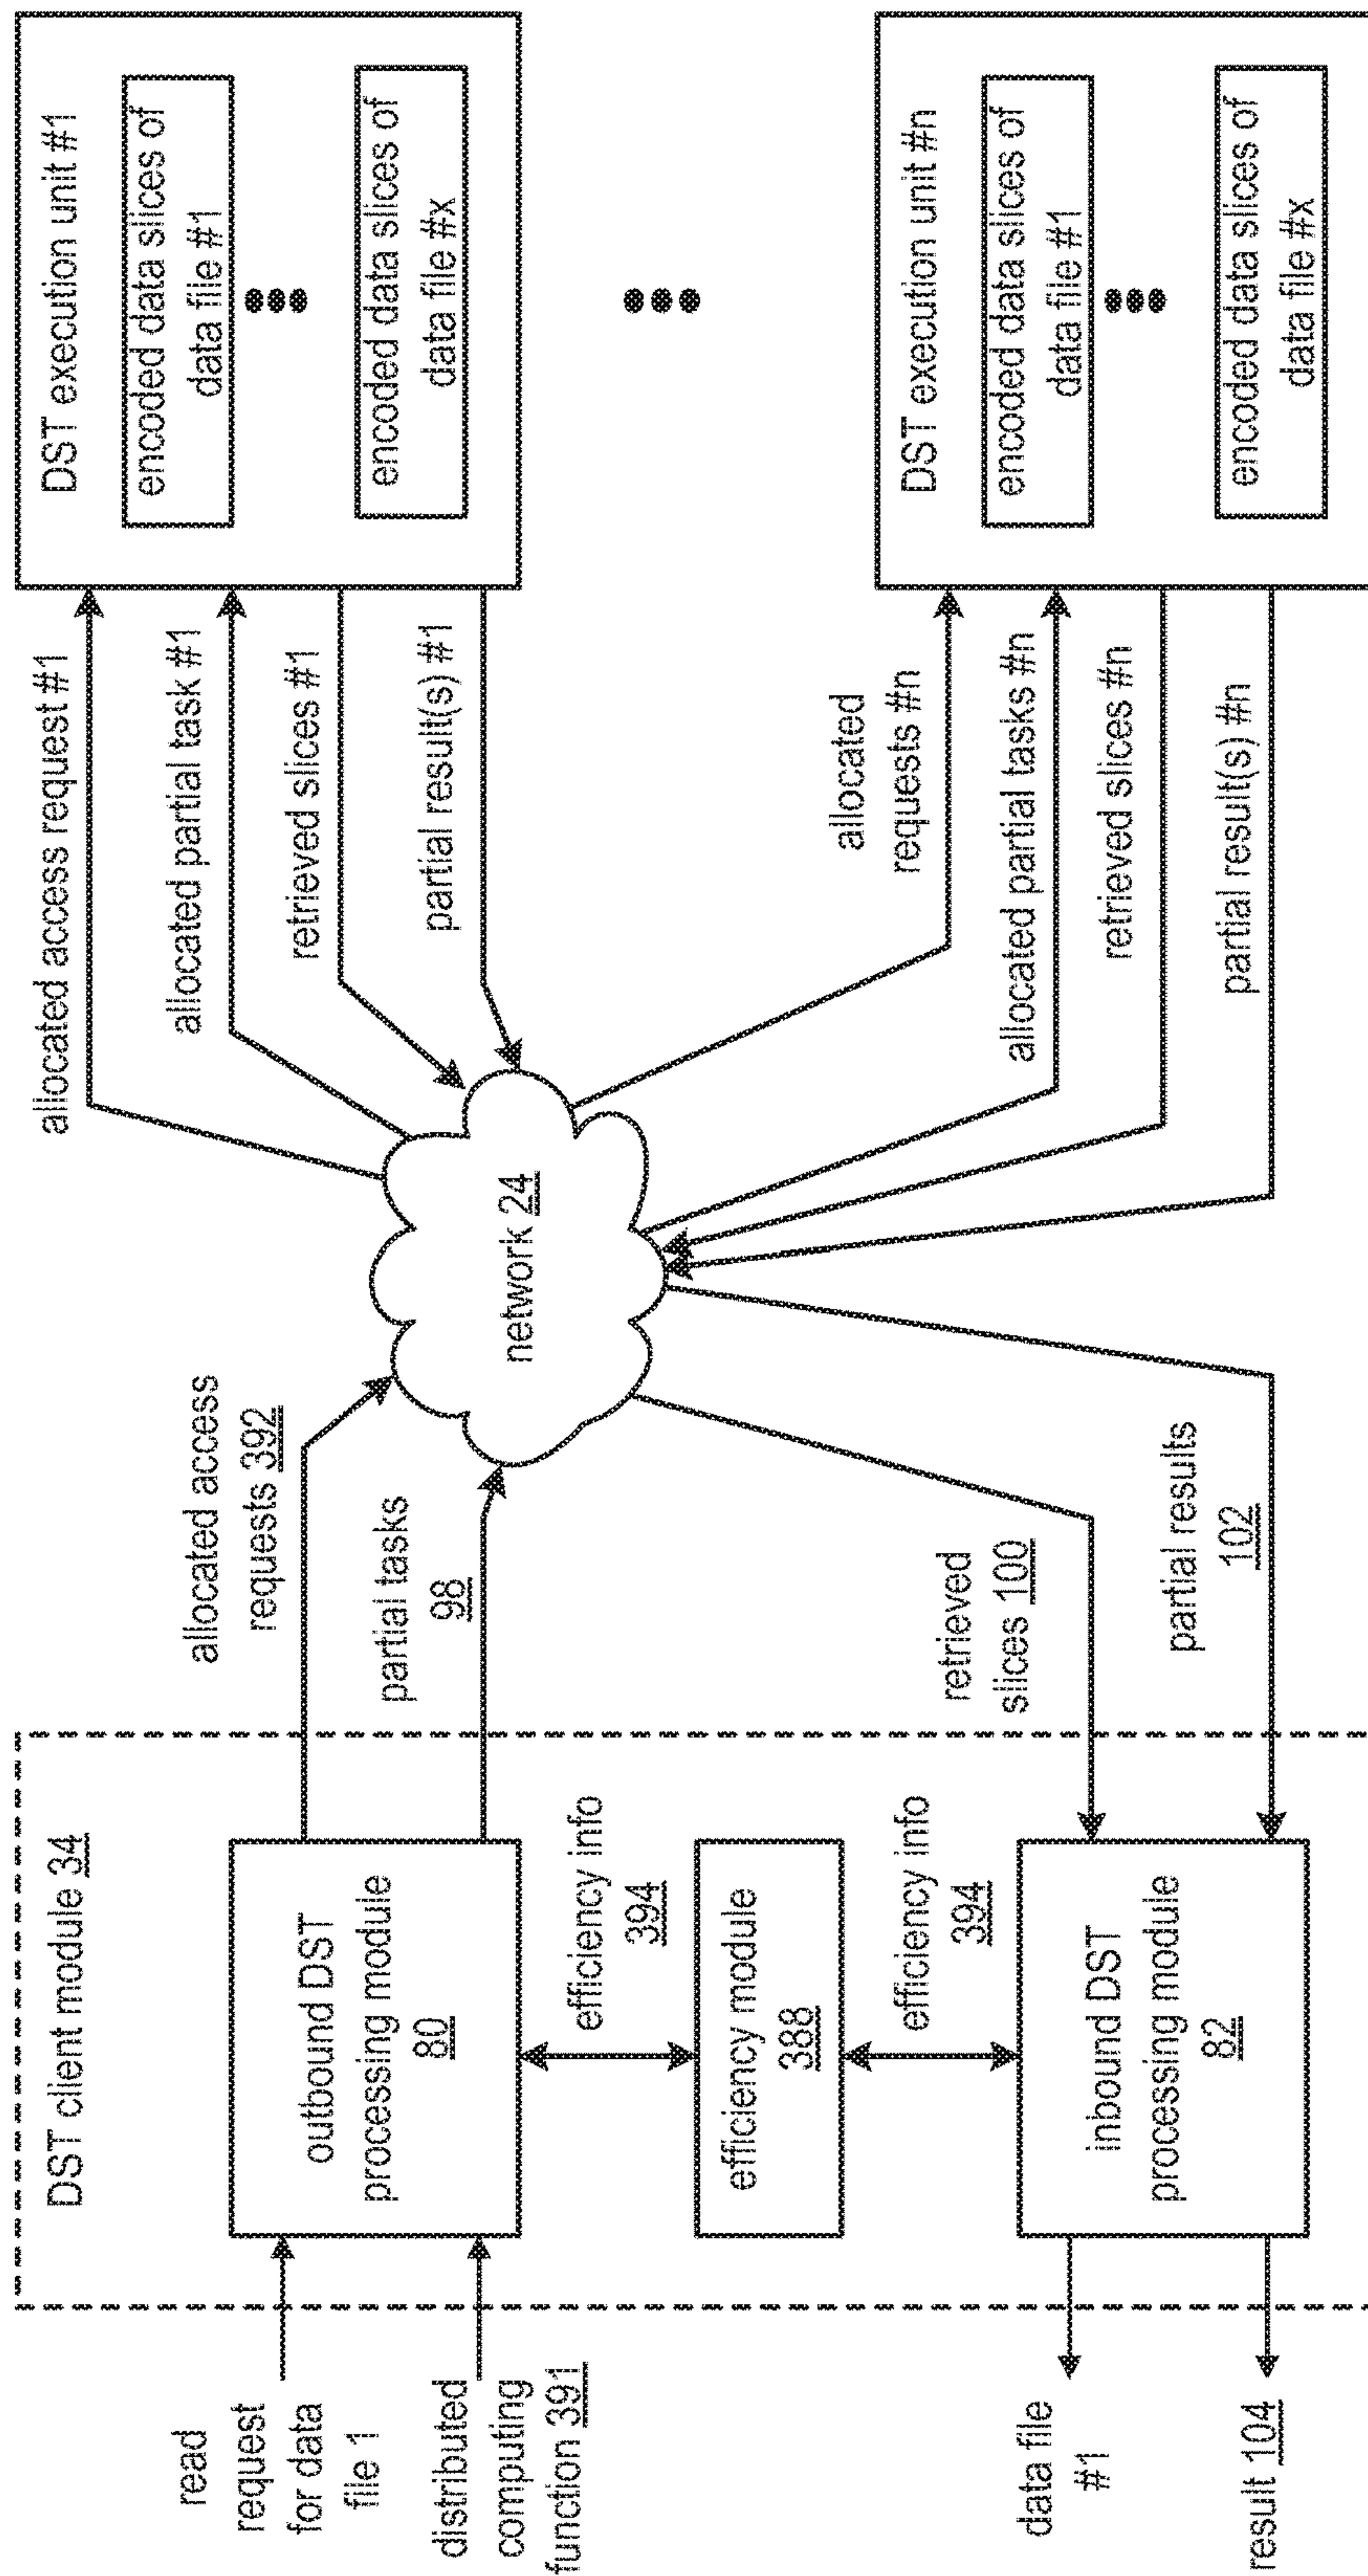 read
request
for data
file 1
distributed
computing
function 391
data file
#1
result 104
DST client module 34
outbound DST
processing module
80
efficiency info
394
efficiency module
388
efficiency info
394
inbound DST
processing module
82
allocated access
requests 392
partial tasks
98
retrieved
slices 100
partial results
102
network 24
allocated access request #1
allocated partial task #1
retrieved slices #1
partial result(s) #1
allocated
requests #n
allocated partial tasks #n
retrieved slices #n
partial result(s) #n
DST execution unit #1
encoded data slices of
data file #1
encoded data slices of
data file #x
DST execution unit #n
encoded data slices of
data file #1
encoded data slices of
data file #x